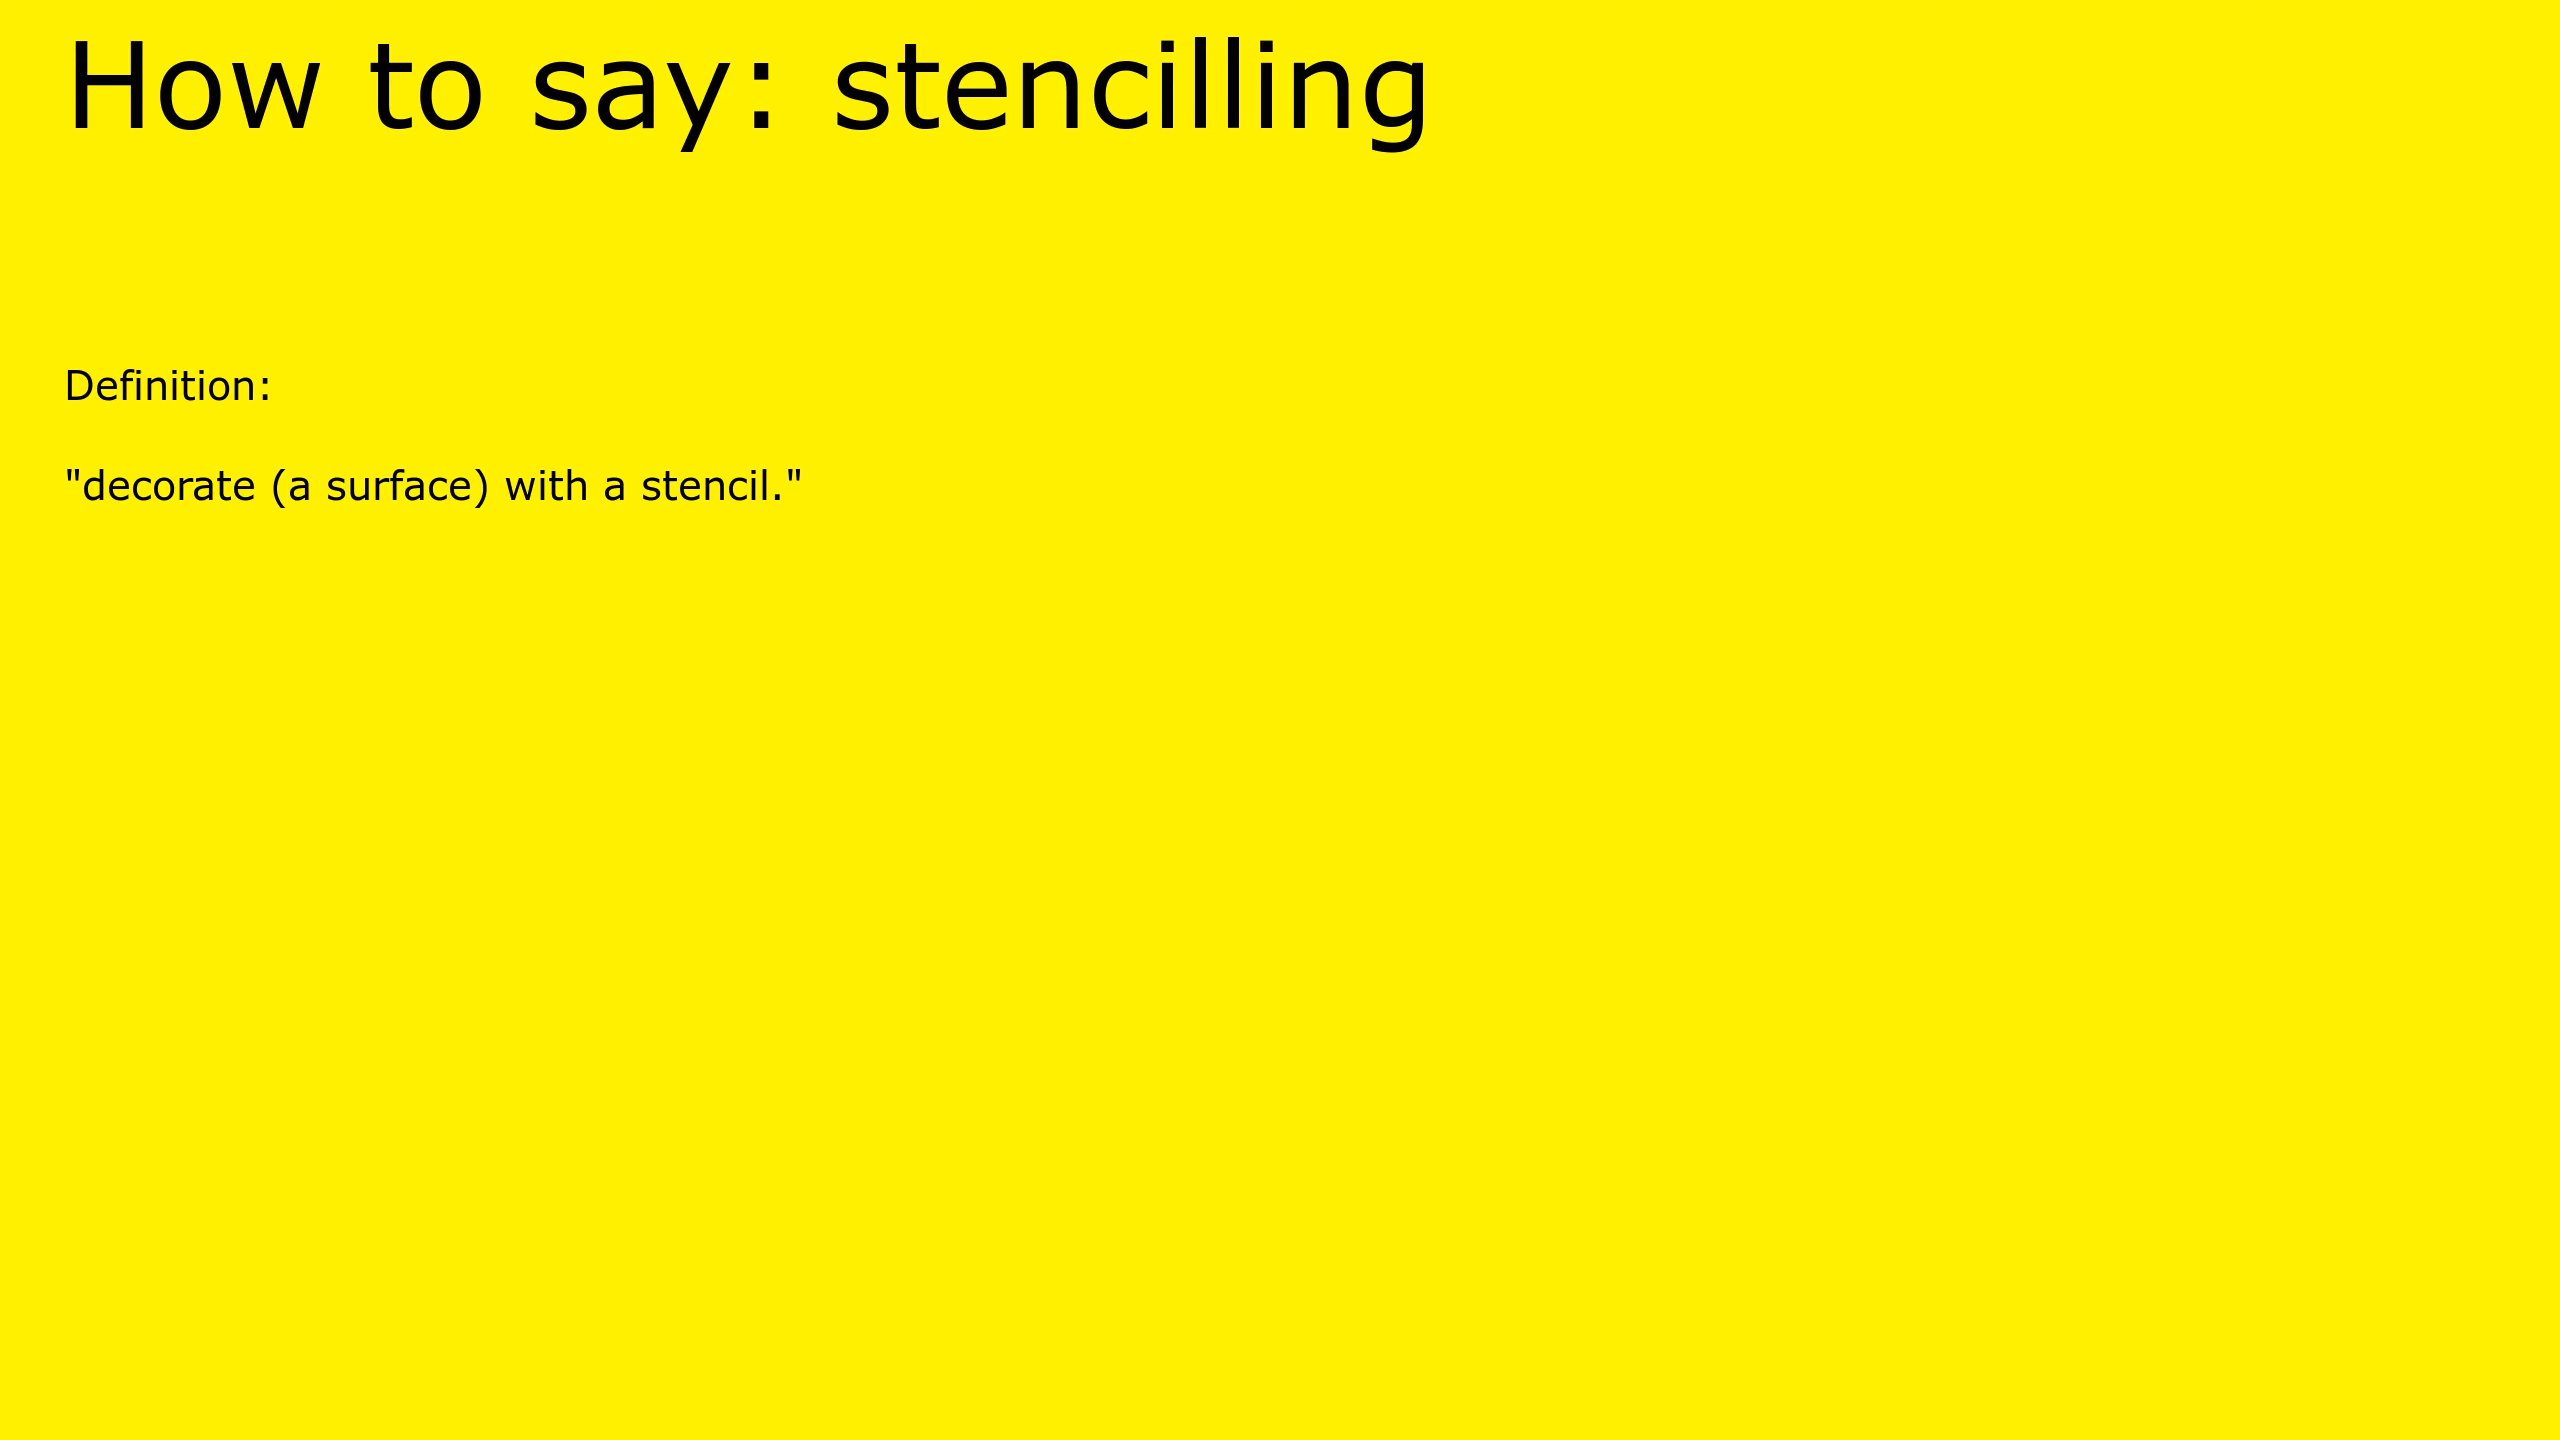 How to say: stencilling
Definition:
"decorate (a surface) with a stencil."